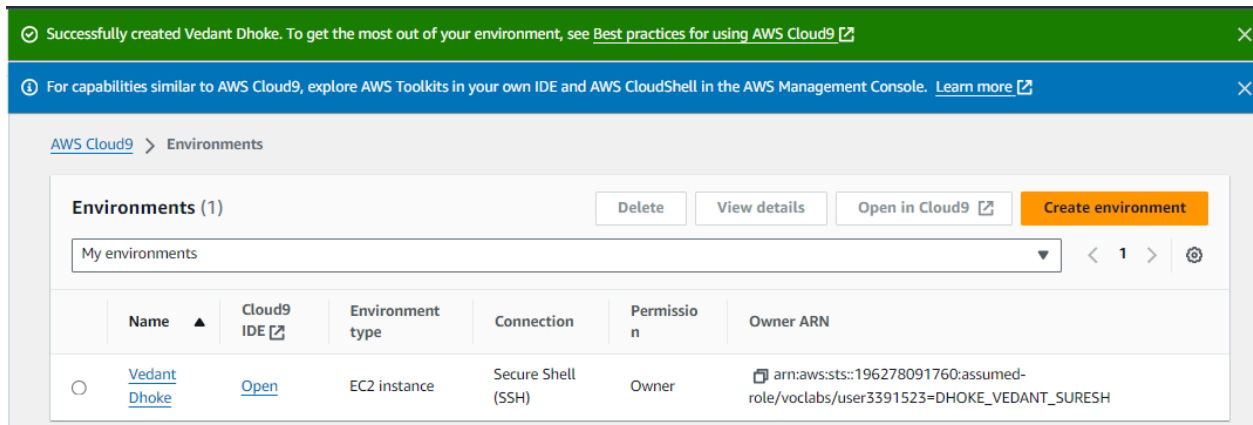 Successfully created Vedant Dhoke. To get the most out of your environment, see Best practices for using AWS Cloud9
For capabilities similar to AWS Cloud9, explore AWS Toolkits in your own IDE and AWS CloudShell in the AWS Management Console. Learn more
AWS Cloud9 > Environments
Environments (1)
Delete
View details
Open in Cloud9
Create environment
My environments
1
Name
Cloud9
IDE
Environment
type
Connection
Permissio
n
Owner ARN
Vedant
Dhoke
Open
EC2 instance
Secure Shell
(SSH)
Owner
arn:aws:sts::196278091760:assumed-
role/voclabs/user3391523=DHOKE_VEDANT_SURESH